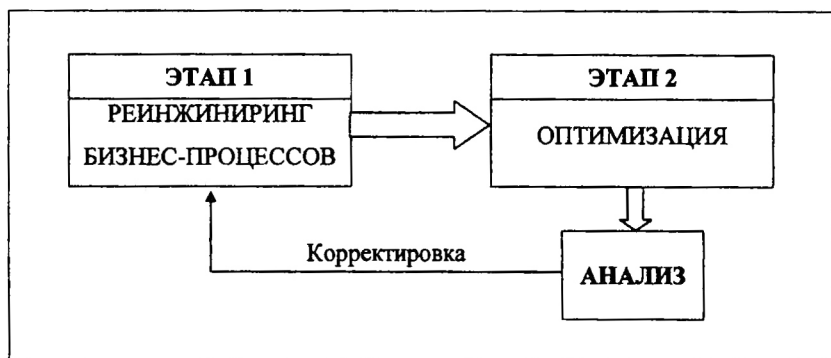 ЭТАП 1
РЕИНЖИНИРИНГ
БИЗНЕС-ПРОЦЕССОВ
ЭТАП 2
ОПТИМИЗАЦИЯ
Корректировка
АНАЛИЗ